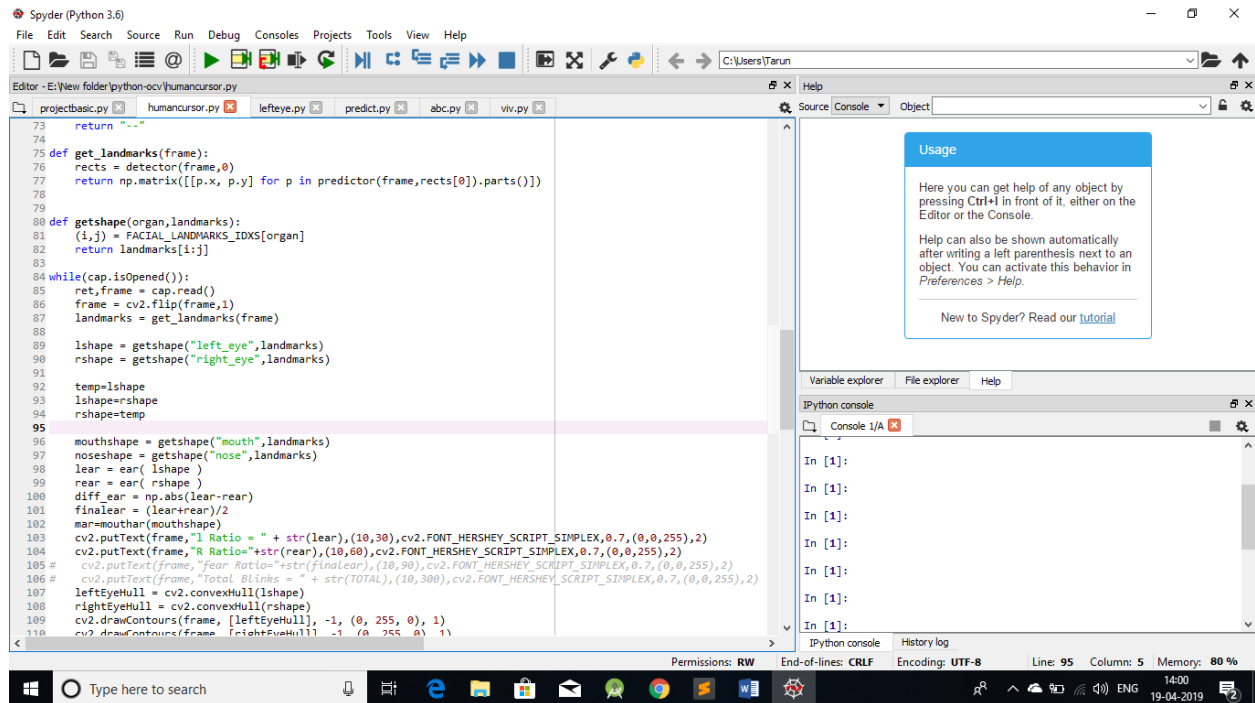 Spyder (Python 3.6)
File Edit Search Source Run Debug Consoles Projects Tools View Help
C:\Users\Tarun
Editor - E:\New folder\python-ocv\humancursor.py
projectbasic.py humancursor.py lefteye.py predict.py abc.py viv.py
73 return "--"
74
75 def get_landmarks(frame):
76 rects = detector(frame,0)
77 return np.matrix([[p.x, p.y] for p in predictor(frame,rects[0]).parts()])
78
79
80 def getshape(organ,landmarks):
81 (i,j) = FACIAL_LANDMARKS_IDXS[organ]
82 return landmarks[i:j]
83
84 while(cap.isOpened()):
85 ret,frame = cap.read()
86 frame = cv2.flip(frame,1)
87 landmarks = get_landmarks(frame)
88
89 lshape = getshape("left_eye",landmarks)
90 rshape = getshape("right_eye",landmarks)
91
92 temp=lshape
93 lshape=rshape
94 rshape=temp
95
96 mouthshape = getshape("mouth",landmarks)
97 noseshape = getshape("nose",landmarks)
98 lear = ear( lshape )
99 rear = ear( rshape )
100 diff_ear = np.abs(lear-rear)
101 finalear = (lear+rear)/2
102 mar=mouthar(mouthshape)
103 cv2.putText(frame,"l Ratio = " + str(lear),(10,30),cv2.FONT_HERSHEY_SCRIPT_SIMPLEX,0.7,(0,0,255),2)
104 cv2.putText(frame,"R Ratio="+str(rear),(10,60),cv2.FONT_HERSHEY_SCRIPT_SIMPLEX,0.7,(0,0,255),2)
105 # cv2.putText(frame,"fear Ratio="+str(finalear),(10,90),cv2.FONT_HERSHEY_SCRIPT_SIMPLEX,0.7,(0,0,255),2)
106 # cv2.putText(frame,"Total Blinks = " + str(TOTAL),(10,300),cv2.FONT_HERSHEY_SCRIPT_SIMPLEX,0.7,(0,0,255),2)
107 leftEyeHull = cv2.convexHull(lshape)
108 rightEyeHull = cv2.convexHull(rshape)
109 cv2.drawContours(frame, [leftEyeHull], -1, (0, 255, 0), 1)
110 cv2.drawContours(frame, [rightEyeHull], -1, (0, 255, 0), 1)
Help
Source Console Object
Usage
Here you can get help of any object by
pressing Ctrl+I in front of it, either on the
Editor or the Console.
Help can also be shown automatically
after writing a left parenthesis next to an
object. You can activate this behavior in
Preferences > Help.
New to Spyder? Read our tutorial
Variable explorer File explorer Help
IPython console
Console 1/A
In [1]:
In [1]:
In [1]:
In [1]:
In [1]:
In [1]:
In [1]:
IPython console History log
Permissions: RW End-of-lines: CRLF Encoding: UTF-8 Line: 95 Column: 5 Memory: 80 %
Type here to search
ENG
14:00
19-04-2019
2